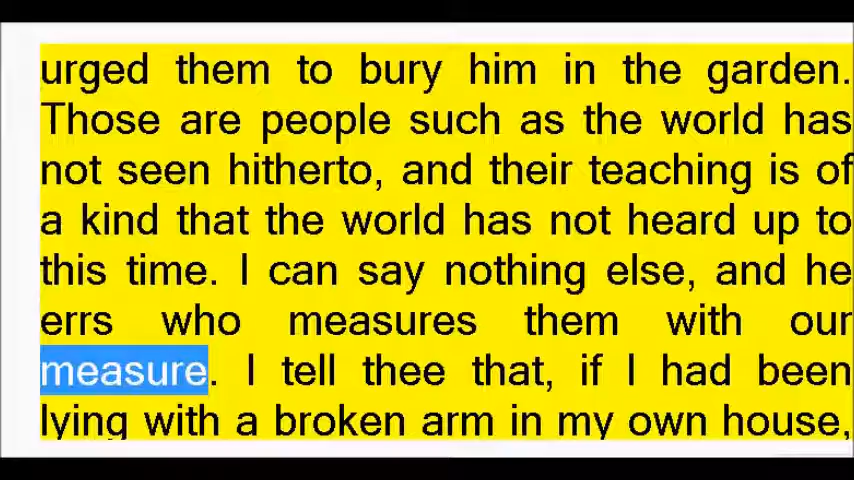 urged them to bury him in the garden.
Those are people such as the world has
not seen hitherto, and their teaching is of
a kind that the world has not heard up to
this time. I can say nothing else, and he
errs who measures them with our
measure. I tell thee that, if I had been
lying with a broken arm in my own house,